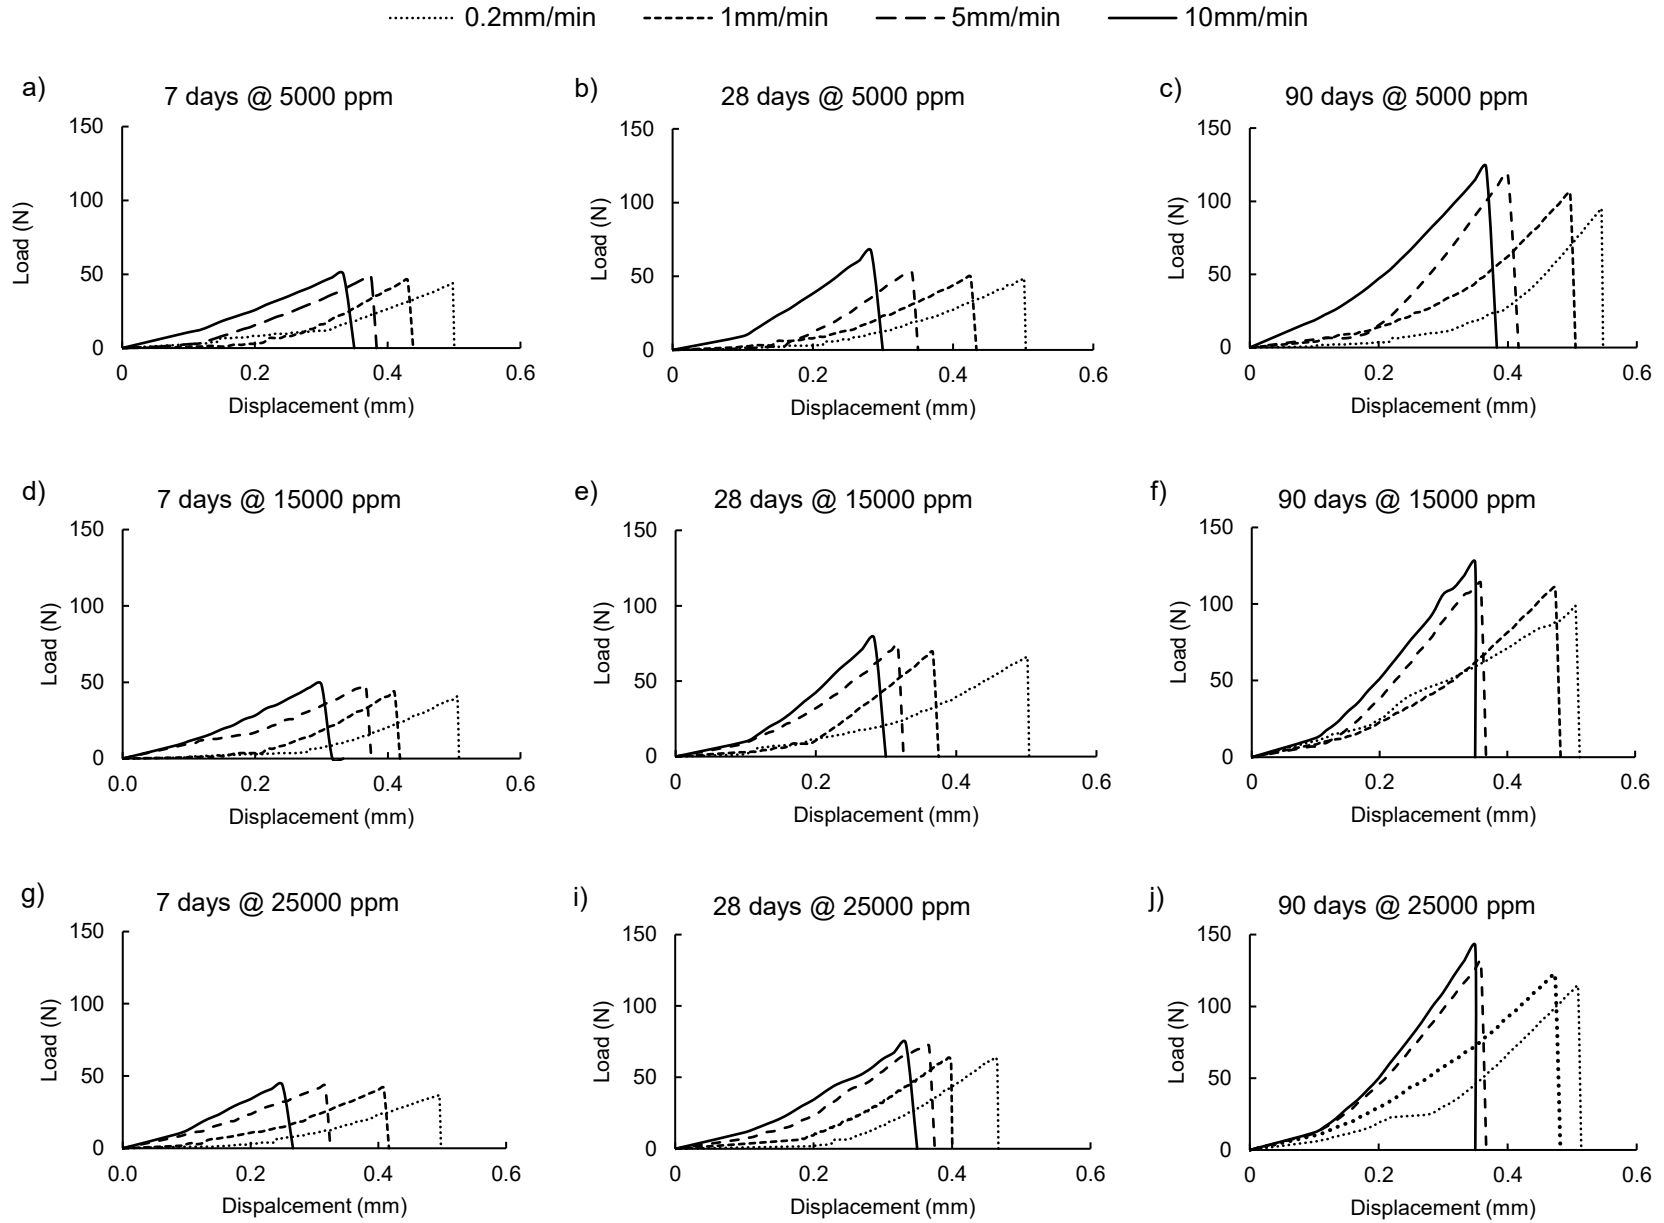 0.2mm/min 1mm/min 5mm/min 10mm/min
a) 7 days @ 5000 ppm
150
100
50
0
Load (N)
0 0.2 0.4 0.6
Displacement (mm)
b) 28 days @ 5000 ppm
150
100
50
0
Load (N)
0 0.2 0.4 0.6
Displacement (mm)
c) 90 days @ 5000 ppm
150
100
50
0
Load (N)
0 0.2 0.4 0.6
Displacement (mm)
d) 7 days @ 15000 ppm
150
100
50
0
Load (N)
0.0 0.2 0.4 0.6
Displacement (mm)
e) 28 days @ 15000 ppm
150
100
50
0
Load (N)
0 0.2 0.4 0.6
Displacement (mm)
f) 90 days @ 15000 ppm
150
100
50
0
Load (N)
0 0.2 0.4 0.6
Displacement (mm)
g) 7 days @ 25000 ppm
150
100
50
0
Load (N)
0.0 0.2 0.4 0.6
Dispalcement (mm)
i) 28 days @ 25000 ppm
150
100
50
0
Load (N)
0 0.2 0.4 0.6
Displacement (mm)
j) 90 days @ 25000 ppm
150
100
50
0
Load (N)
0 0.2 0.4 0.6
Displacement (mm)